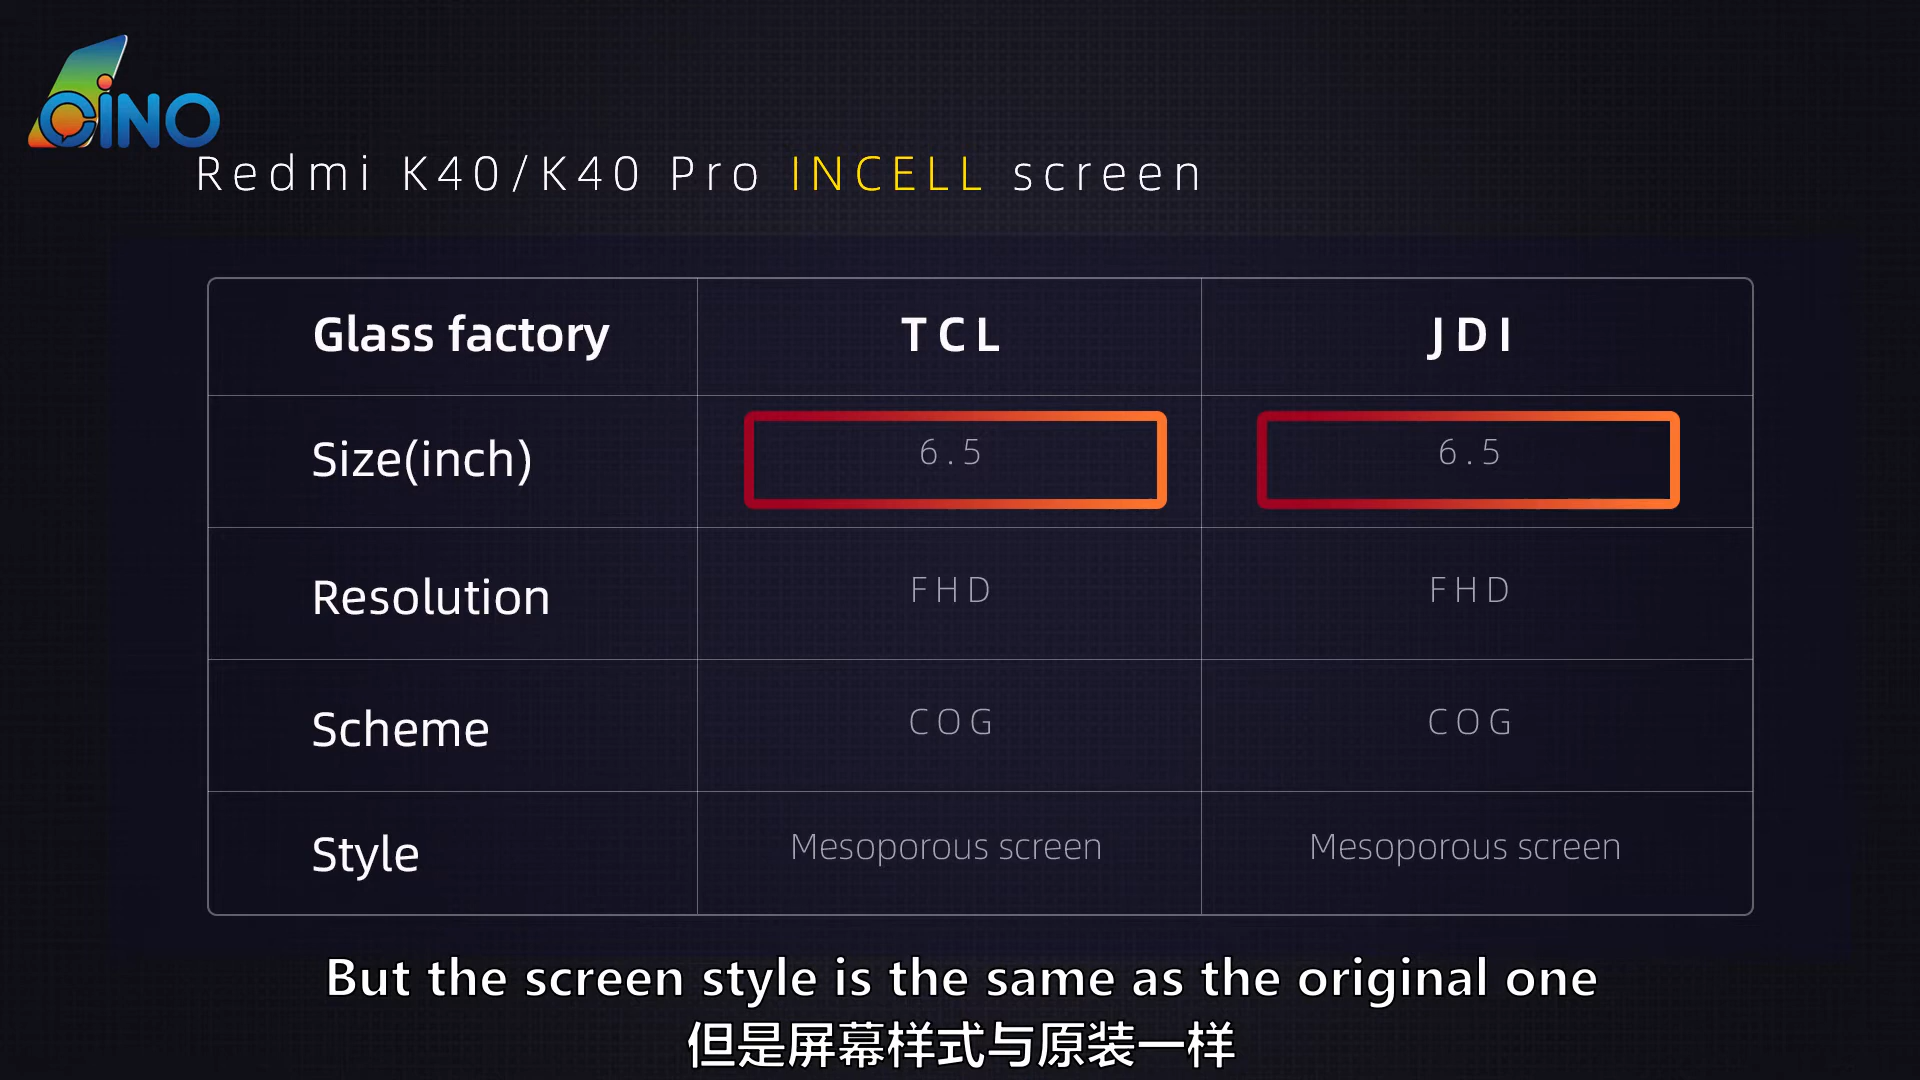 CINO
Redmi K40/K40 Pro INCELL screen
Glass factory TCL JDI
Size(inch) 6.5 6.5
Resolution FHD FHD
Scheme COG COG
Style Mesoporous screen Mesoporous screen
But the screen style is the same as the original one
但是屏幕样式与原装一样